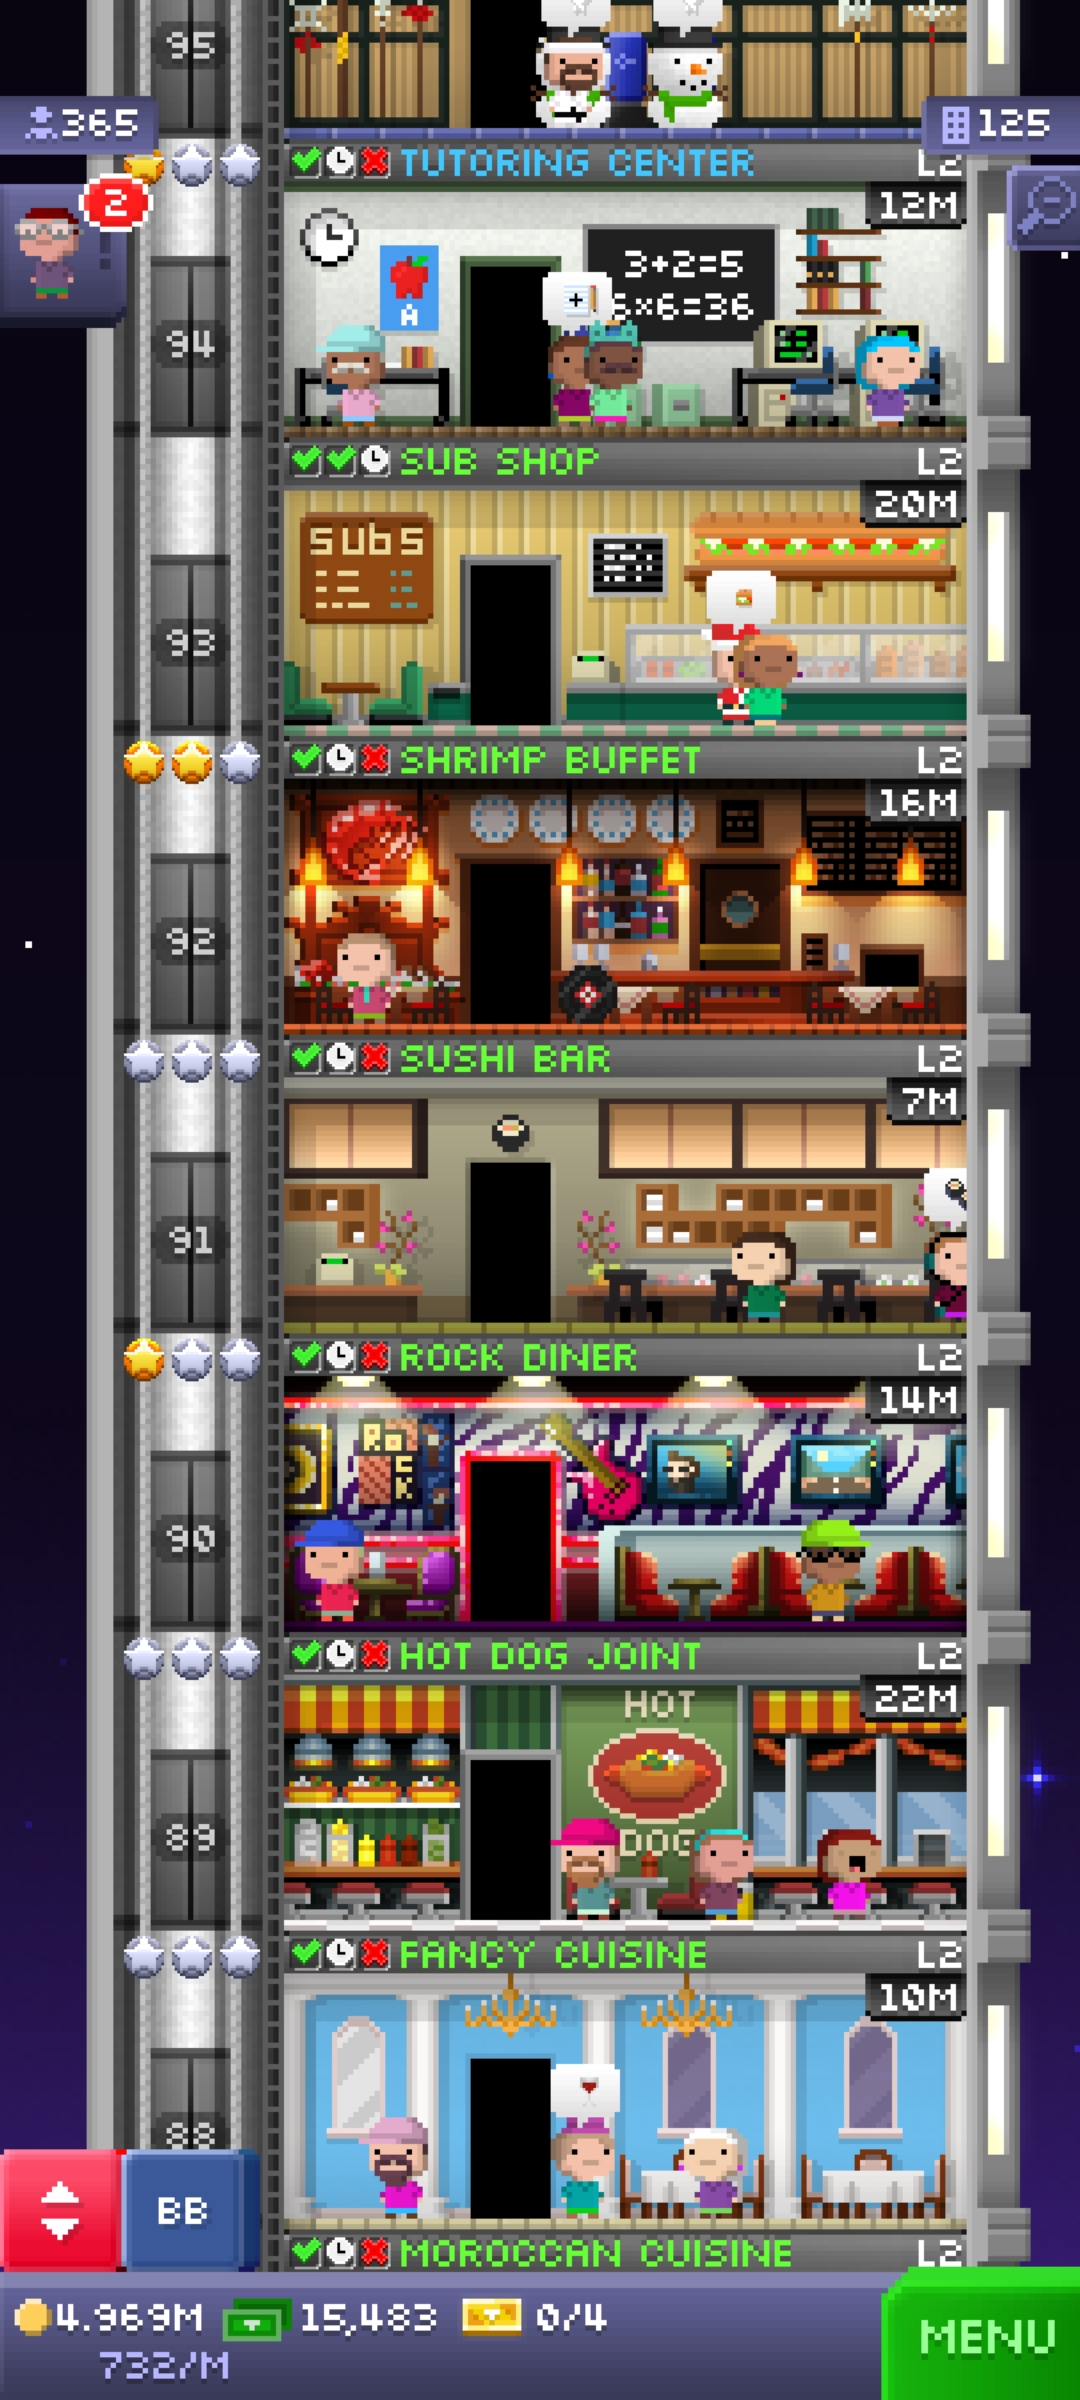 95
365
125
TUTORING CENTER L2
12M
3+2=5
6×6=36
A
94
SUB SHOP L2
20M
SUBS
93
SHRIMP BUFFET L2
16M
92
SUSHI BAR L2
7M
91
ROCK DINER L2
14M
ROCK
90
HOT DOG JOINT L2
22M
HOT
DOG
89
FANCY CUISINE L2
10M
88
MOROCCAN CUISINE L2
BB
2
4.969M 15,483 0/4
732/M
MENU